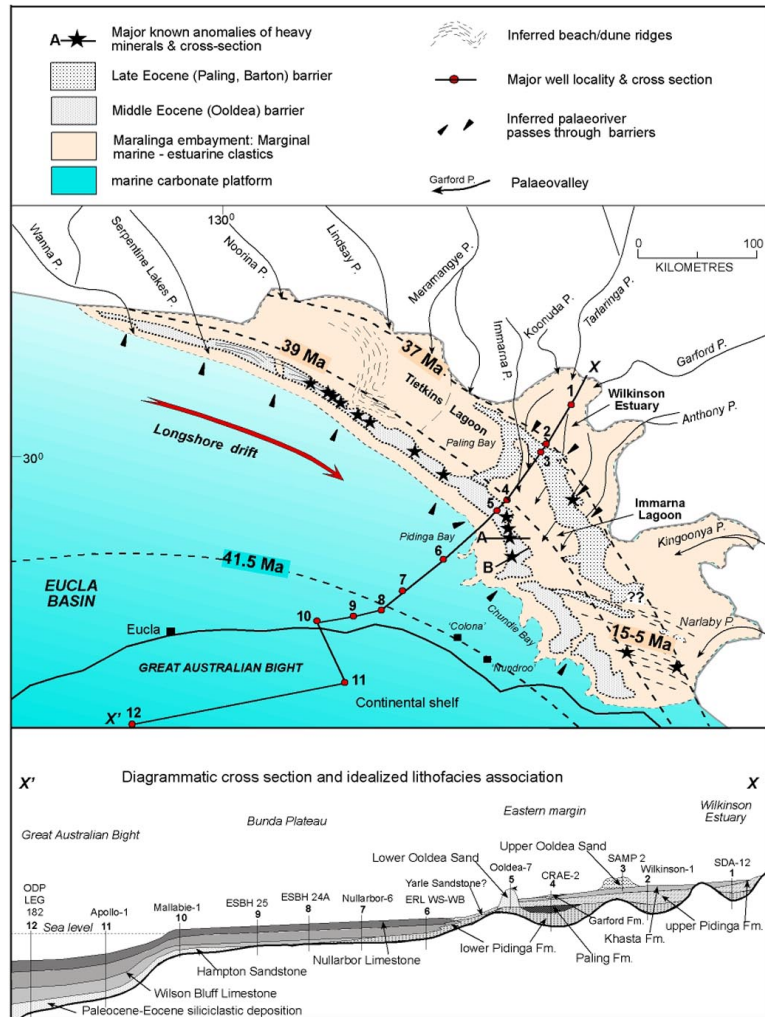 A
Major known anomalies of heavy
minerals & cross-section
Late Eocene (Paling, Barton) barrier
Middle Eocene (Ooldea) barrier
Maralinga embayment: Marginal
marine - estuarine clastics
marine carbonate platform
Inferred beach/dune ridges
Major well locality & cross section
Inferred palaeoriver
passes through barriers
Garford P.
Palaeovalley
130⁰
0 100
KILOMETRES
Wanna P.
Serpentine Lakes P.
Noorina P.
Lindsay P.
Meramangye P.
Immarna P.
Koonuda P.
Tarlaringa P.
Garford P.
X
1
Wilkinson
Estuary
Anthony P.
39 Ma
37 Ma
Tietkins
Lagoon
Paling Bay
2
3
Longshore drift
30⁰
4
5
Immarna
Lagoon
A
B
Kingoonya P.
Pidinga Bay
6
41.5 Ma
7
??
EUCLA
BASIN
8
9
10
Chundie Bay
Narlaby P.
Eucla
'Colona'
15-5 Ma
GREAT AUSTRALIAN BIGHT
'Nundroo'
11
Continental shelf
X' 12
X' X
Diagrammatic cross section and idealized lithofacies association
Great Australian Bight
Bunda Plateau
Eastern margin
Wilkinson
Estuary
Upper Ooldea Sand
Lower Ooldea Sand
Ooldea-7
5
CRAE-2
4
SAMP 2
3
Wilkinson-1
2
SDA-12
1
Yarle Sandstone?
ODP
LEG
182
12
Sea level
Apollo-1
11
Mallabie-1
10
ESBH 25
9
ESBH 24A
8
Nullarbor-6
7
ERL WS-WB
6
Garford Fm.
Khasta Fm.
upper Pidinga Fm.
Paling Fm.
lower Pidinga Fm.
Nullarbor Limestone
Hampton Sandstone
Wilson Bluff Limestone
Paleocene-Eocene siliciclastic deposition